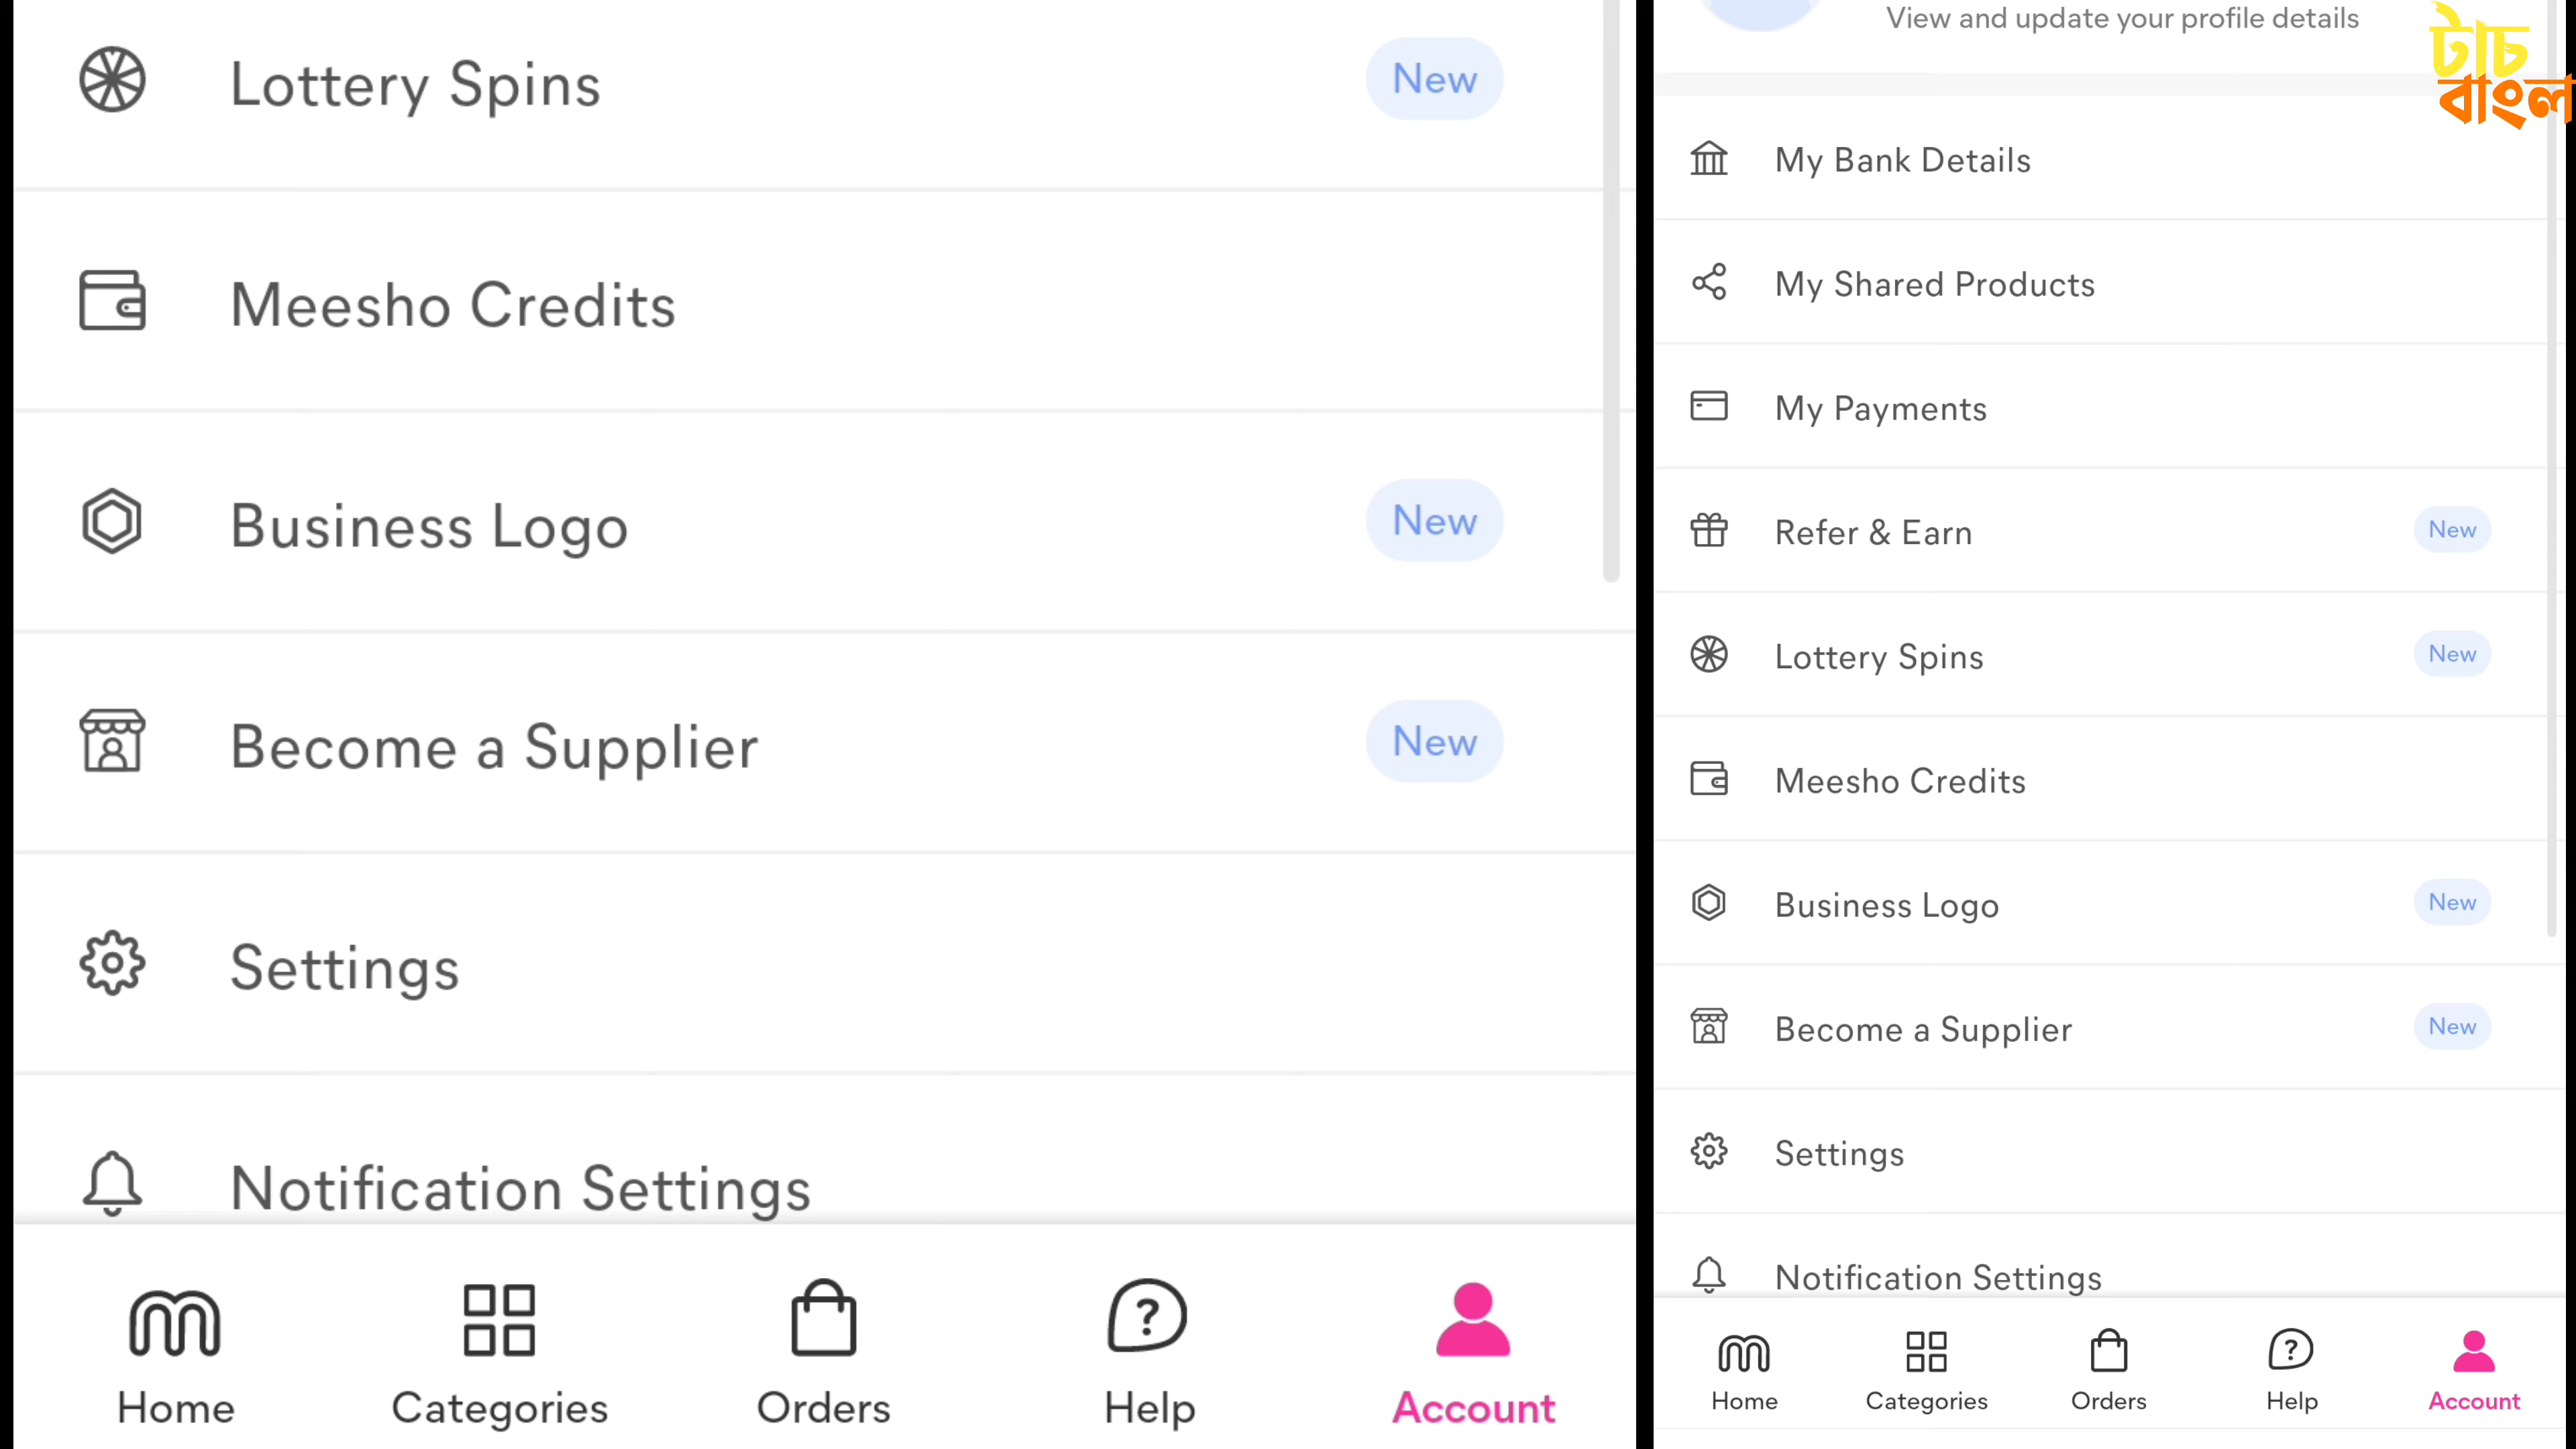 Lottery Spins
New
Meesho Credits
Business Logo
New
Become a Supplier
New
Settings
Notification Settings
Home
Categories
Orders
Help
Account
View and update your profile details
টাচ
বাংলা
My Bank Details
My Shared Products
My Payments
Refer & Earn
New
Lottery Spins
New
Meesho Credits
Business Logo
New
Become a Supplier
New
Settings
Notification Settings
Home
Categories
Orders
Help
Account